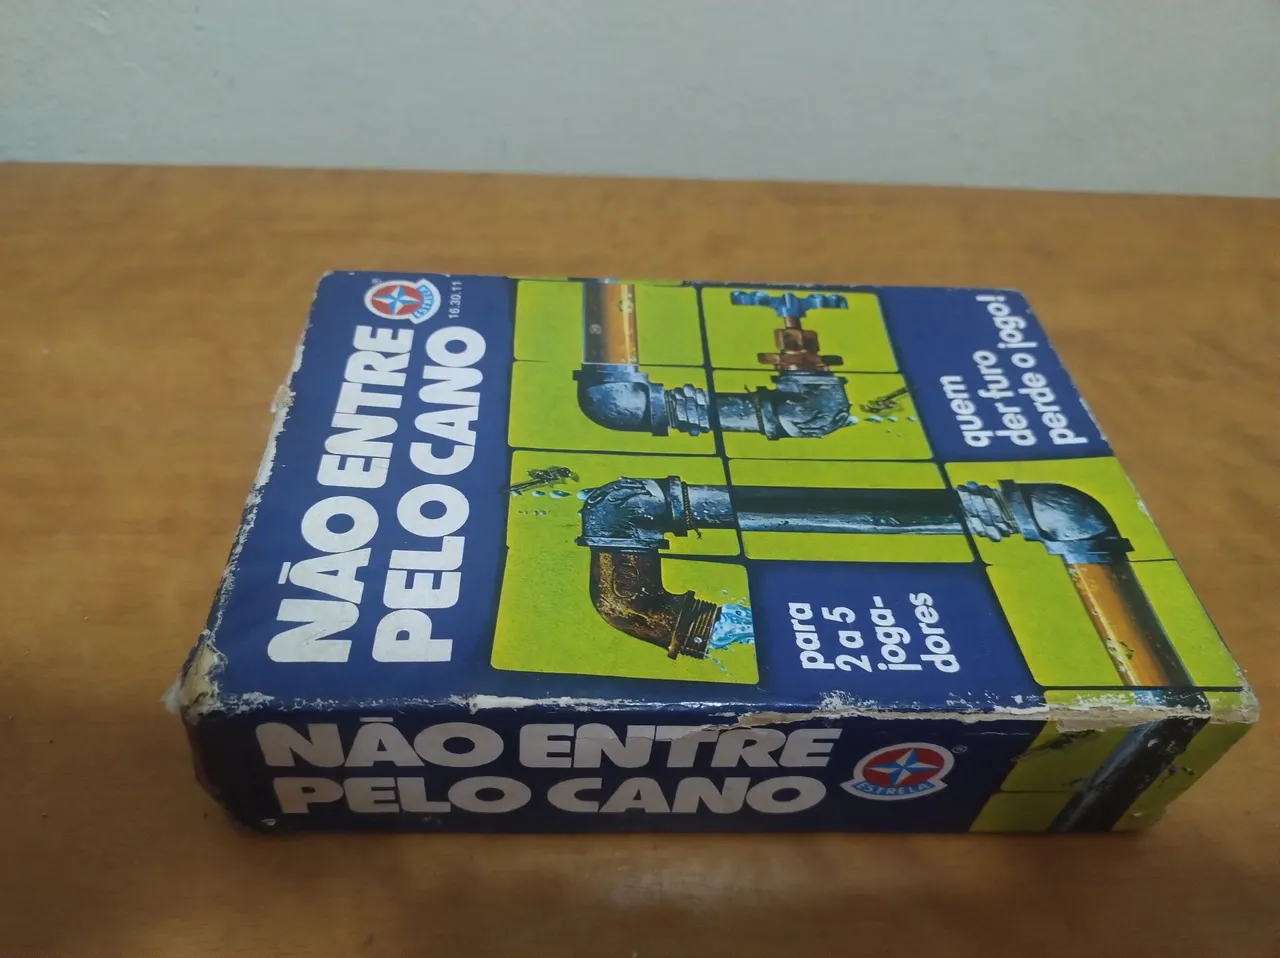 NÃO ENTRE
PELO CANO
ESTRELA
®
16.30.11
quem
der furo
perde o jogo!
para
2 a 5
joga-
dores
NÃO ENTRE
PELO CANO
ESTRELA
®